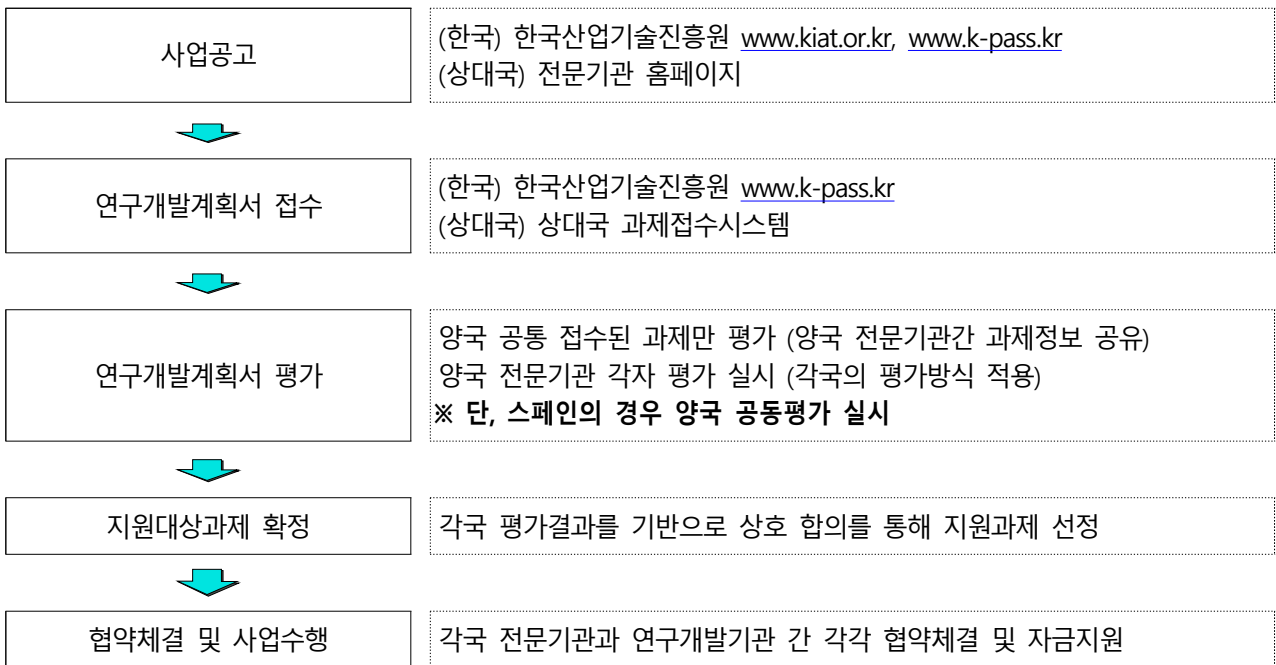 사업공고
(한국) 한국산업기술진흥원 www.kiat.or.kr, www.k-pass.kr
(상대국) 전문기관 홈페이지
연구개발계획서 접수
(한국) 한국산업기술진흥원 www.k-pass.kr
(상대국) 상대국 과제접수시스템
연구개발계획서 평가
양국 공통 접수된 과제만 평가 (양국 전문기관간 과제정보 공유)
양국 전문기관 각자 평가 실시 (각국의 평가방식 적용)
※ 단, 스페인의 경우 양국 공동평가 실시
지원대상과제 확정
각국 평가결과를 기반으로 상호 합의를 통해 지원과제 선정
협약체결 및 사업수행
각국 전문기관과 연구개발기관 간 각각 협약체결 및 자금지원